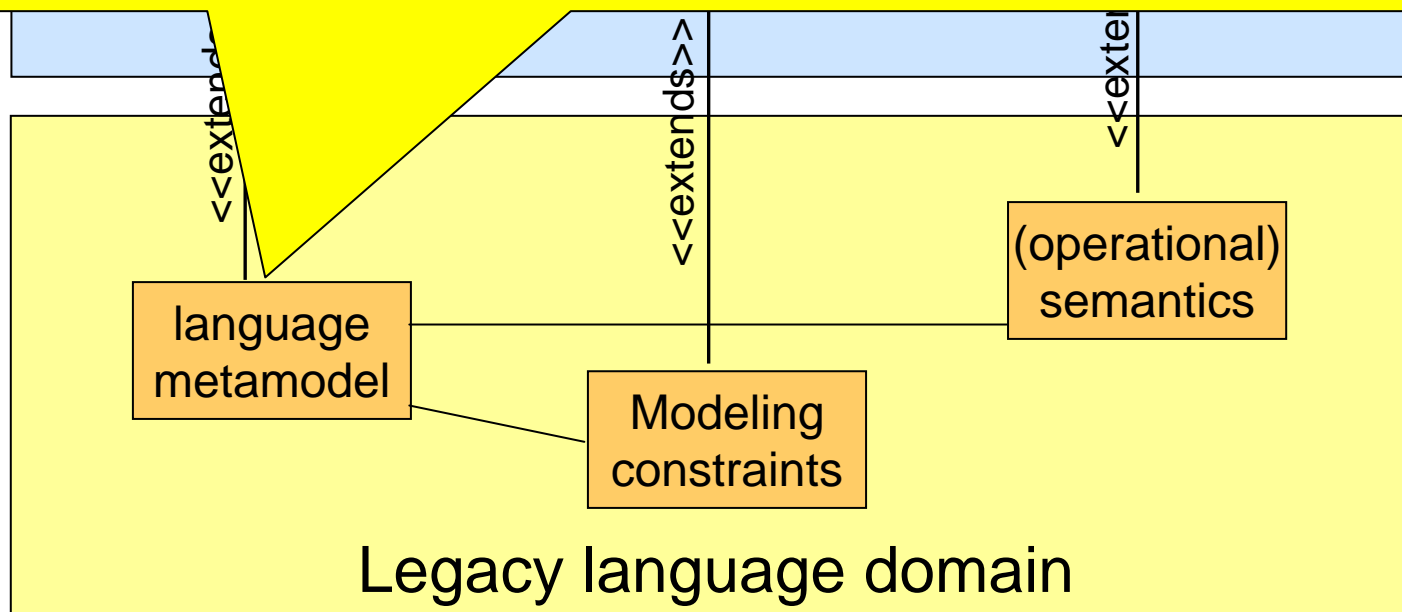 <<extends>>
(operational)
semantics
language
metamodel
Modeling
constraints
Legacy language domain